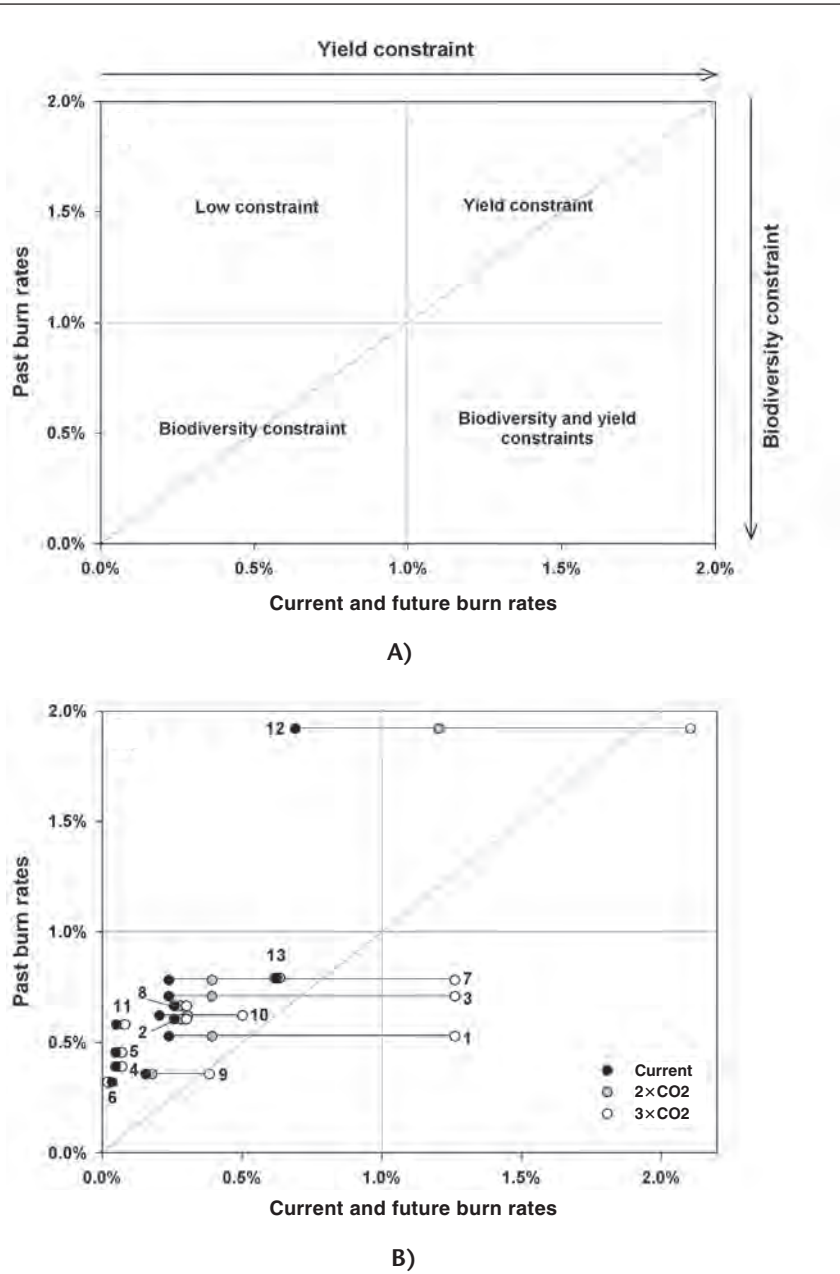 Yield constraint
2.0%
Low constraint
Yield constraint
1.5%
Past burn rates
1.0%
Biodiversity constraint
Biodiversity constraint
Biodiversity and yield
constraints
0.5%
0.0%
0.0%
0.5%
1.0%
1.5%
2.0%
Current and future burn rates
A)
2.0%
12
1.5%
Past burn rates
1.0%
13
7
8
3
11
10
2
0.5%
1
5
4
9
6
Current
2×CO2
3×CO2
0.0%
0.0%
0.5%
1.0%
1.5%
2.0%
Current and future burn rates
B)